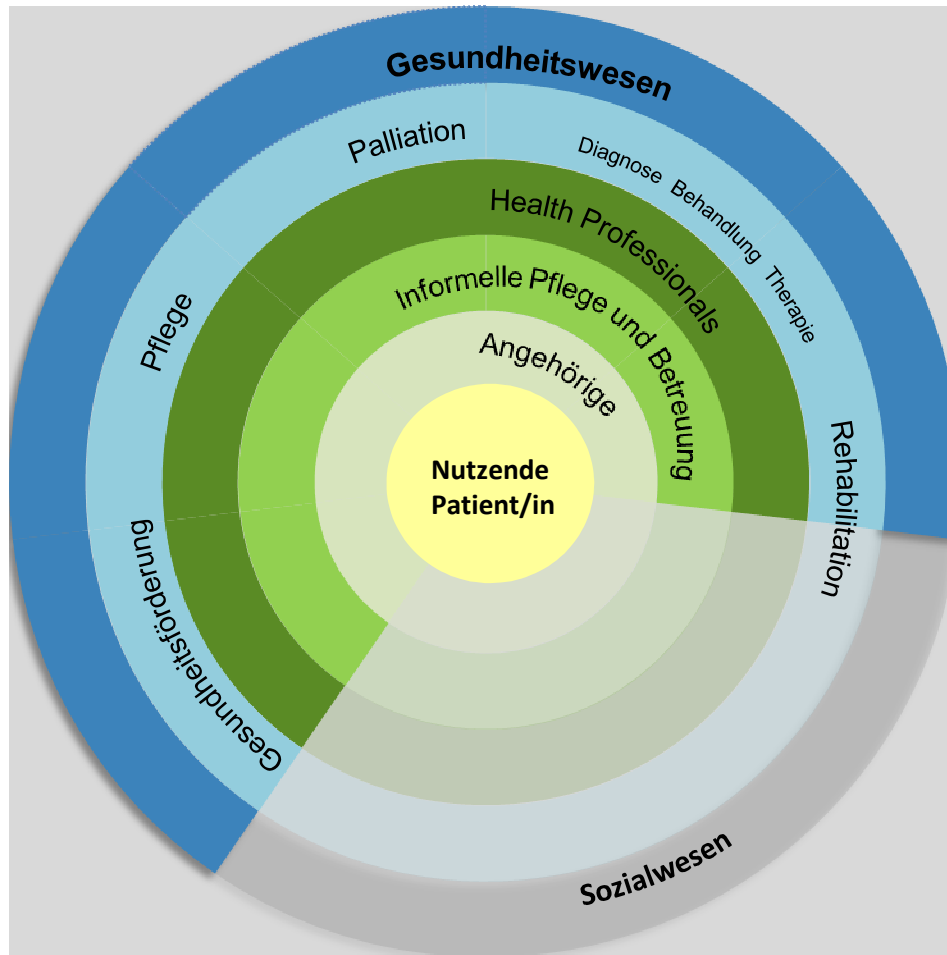 Gesundheitswesen
Palliation
Diagnose Behandlung Therapie
Health Professionals
Informelle Pflege und Betreuung
Pflege
Angehörige
Rehabilitation
Nutzende
Patient/in
Gesundheitsförderung
Sozialwesen